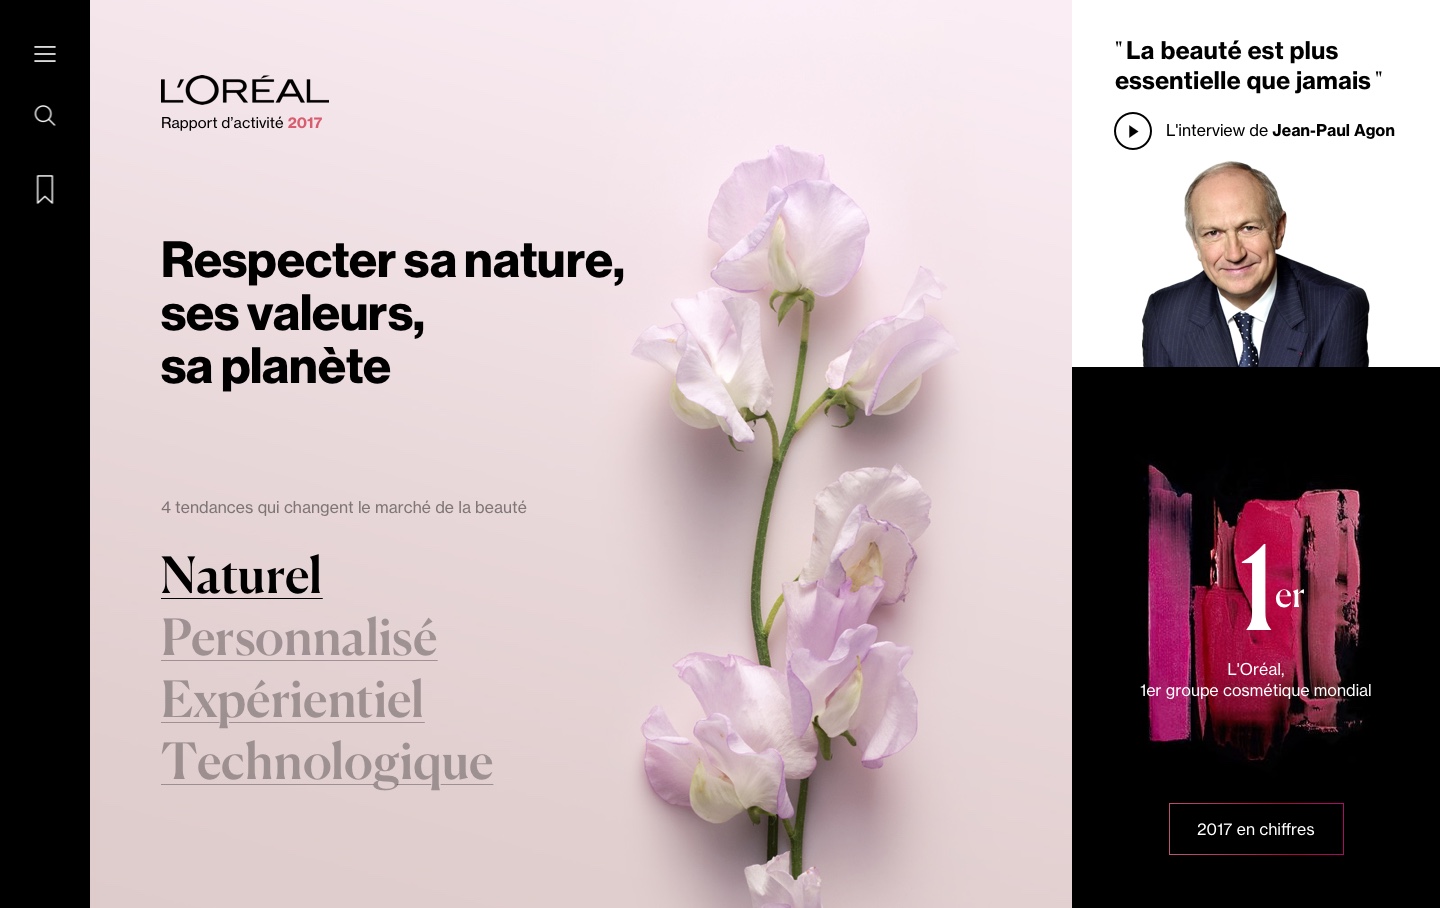 L'ORÉAL
Rapport d'activité 2017
Respecter sa nature,
ses valeurs,
sa planète
4 tendances qui changent le marché de la beauté
Naturel
Personnalisé
Expérientiel
Technologique
" La beauté est plus
essentielle que jamais "
L'interview de Jean-Paul Agon
1er
L'Oréal,
1er groupe cosmétique mondial
2017 en chiffres